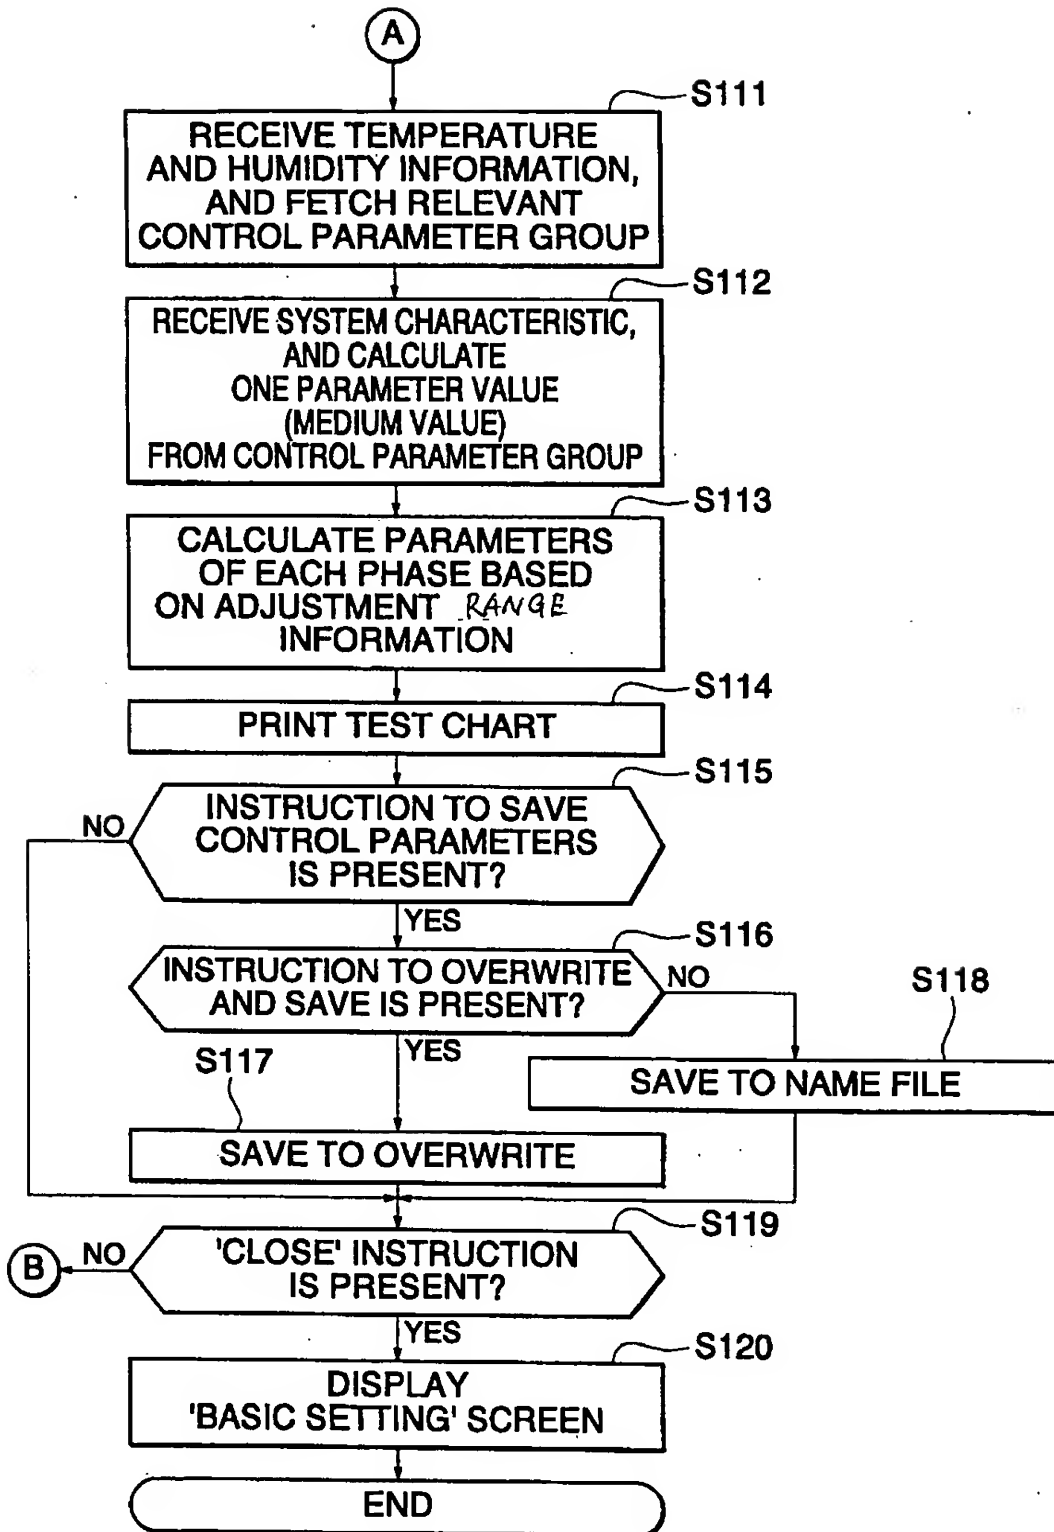 A
S111
RECEIVE TEMPERATURE
AND HUMIDITY INFORMATION,
AND FETCH RELEVANT
CONTROL PARAMETER GROUP
S112
RECEIVE SYSTEM CHARACTERISTIC,
AND CALCULATE
ONE PARAMETER VALUE
(MEDIUM VALUE)
FROM CONTROL PARAMETER GROUP
S113
CALCULATE PARAMETERS
OF EACH PHASE BASED
ON ADJUSTMENT RANGE
INFORMATION
S114
PRINT TEST CHART
S115
INSTRUCTION TO SAVE
CONTROL PARAMETERS
IS PRESENT?
NO
YES
S116
INSTRUCTION TO OVERWRITE
AND SAVE IS PRESENT?
NO
YES
S118
SAVE TO NAME FILE
S117
SAVE TO OVERWRITE
S119
'CLOSE' INSTRUCTION
IS PRESENT?
NO
B
YES
S120
DISPLAY
'BASIC SETTING' SCREEN
END